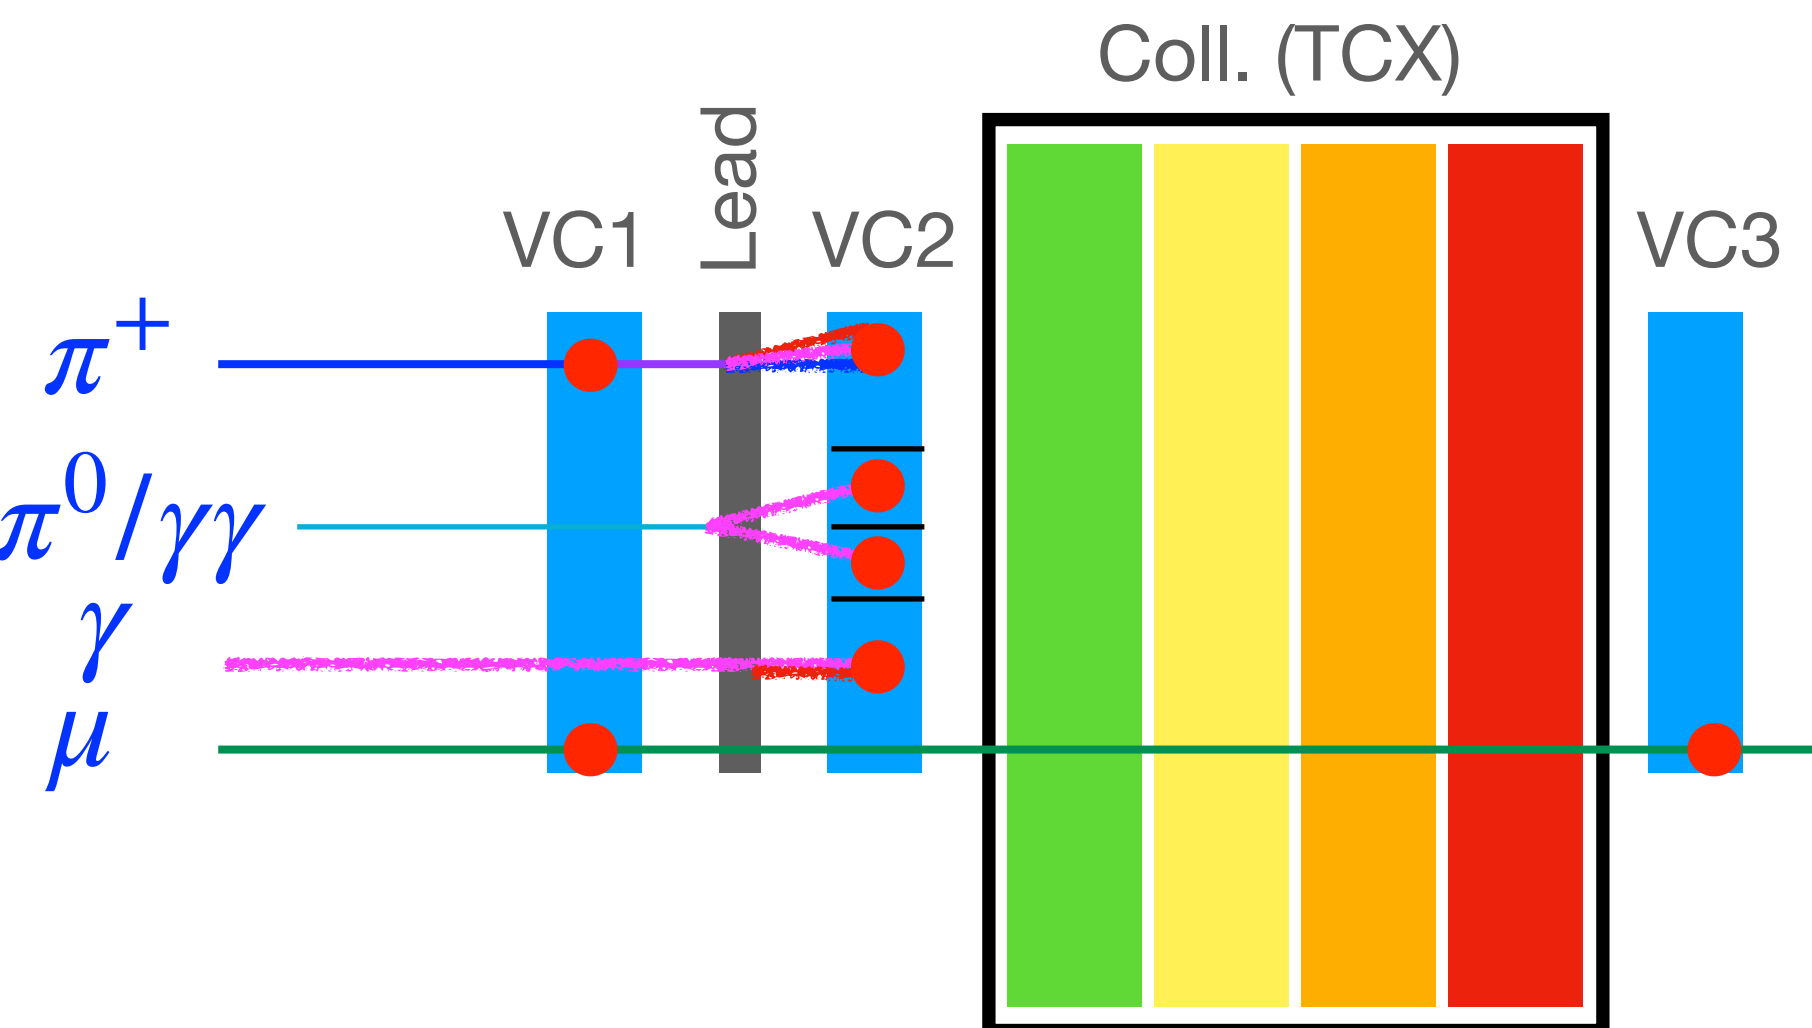 Coll. (TCX)
Lead
VC1
VC2
VC3
π⁺
π⁰/γγ
γ
μ